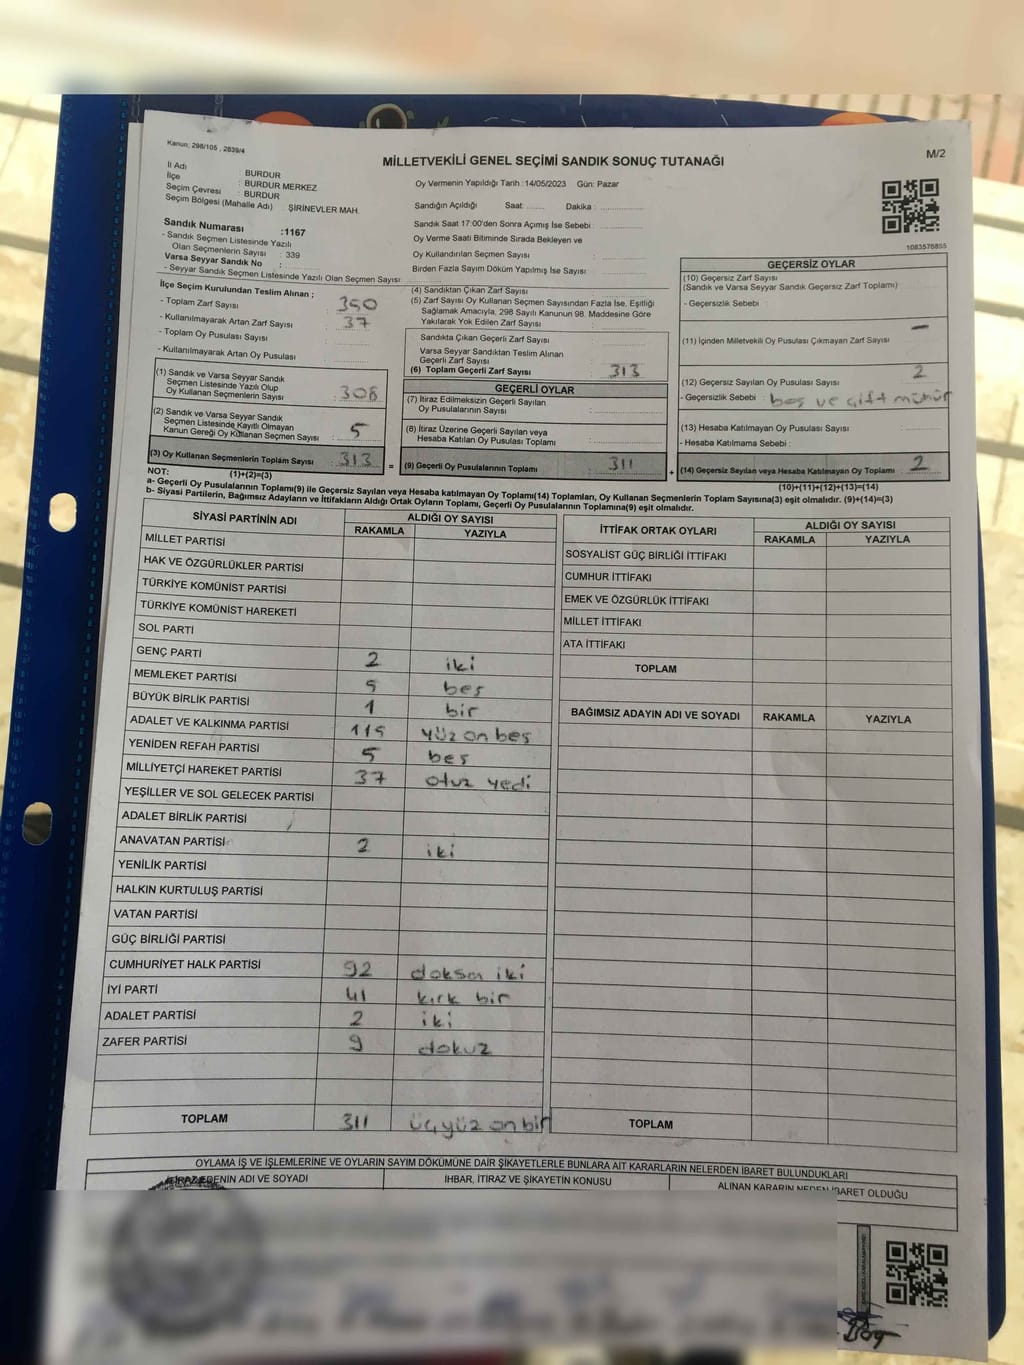 Kanun, 298/105 , 2839/4
MİLLETVEKİLİ GENEL SEÇİMİ SANDIK SONUÇ TUTANAĞI
M/2
İl Adı BURDUR
İlçe BURDUR MERKEZ
Seçim Çevresi : BURDUR
Seçim Bölgesi (Mahalle Adı) : ŞİRİNEVLER MAH.
Sandık Numarası :1167
- Sandık Seçmen Listesinde Yazılı
Olan Seçmenlerin Sayısı : 339
Varsa Seyyar Sandık No :
- Seyyar Sandık Seçmen Listesinde Yazılı Olan Seçmen Sayısı :
Oy Vermenin Yapıldığı Tarih : 14/05/2023 Gün: Pazar
Sandığın Açıldığı Saat: Dakika :
Sandık Saat 17:00'den Sonra Açımış İse Sebebi :
Oy Verme Saati Bitiminde Sırada Bekleyen ve
Oy Kullandırılan Seçmen Sayısı :
Birden Fazla Sayım Döküm Yapılmış İse Sayısı :
1083576855
İlçe Seçim Kurulundan Teslim Alınan ;
- Toplam Zarf Sayısı : 350
- Kullanılmayarak Artan Zarf Sayısı : 37
- Toplam Oy Pusulası Sayısı :
- Kullanılmayarak Artan Oy Pusulası
(1) Sandık ve Varsa Seyyar Sandık
Seçmen Listesinde Yazılı Olup
Oy Kullanan Seçmenlerin Sayısı : 308
(2) Sandık ve Varsa Seyyar Sandık
Seçmen Listesinde Kayıtlı Olmayan
Kanun Gereği Oy Kullanan Seçmen Sayısı : 5
(3) Oy Kullanan Seçmenlerin Toplam Sayısı : 313
(4) Sandıktan Çıkan Zarf Sayısı :
(5) Zarf Sayısı Oy Kullanan Seçmen Sayısından Fazla İse, Eşitliği
Sağlamak Amacıyla, 298 Sayılı Kanunun 98. Maddesine Göre
Yakılarak Yok Edilen Zarf Sayısı :
Sandıkta Çıkan Geçerli Zarf Sayısı :
Varsa Seyyar Sandıktan Teslim Alınan
Geçerli Zarf Sayısı :
(6) Toplam Geçerli Zarf Sayısı : 313
GEÇERLİ OYLAR
(7) İtiraz Edilmeksizin Geçerli Sayılan
Oy Pusulalarının Sayısı :
(8) İtiraz Üzerine Geçerli Sayılan veya
Hesaba Katılan Oy Pusulası Toplamı :
= (9) Geçerli Oy Pusulalarının Toplamı : 311 +
GEÇERSİZ OYLAR
(10) Geçersiz Zarf Sayısı
(Sandık ve Varsa Sandık Geçersiz Zarf Toplamı) :
- Geçersizlik Sebebi :
(11) İçinden Milletvekili Oy Pusulası Çıkmayan Zarf Sayısı : –
(12) Geçersiz Sayılan Oy Pusulası Sayısı : 2
- Geçersizlik Sebebi : boş ve çift mühür
(13) Hesaba Katılmayan Oy Pusulası Sayısı :
- Hesaba Katılmama Sebebi :
(14) Geçersiz Sayılan veya Hesaba Katılmayan Oy Toplamı : 2
NOT: (1)+(2)=(3)
(10)+(11)+(12)+(13)=(14)
a- Geçerli Oy Pusulalarının Toplamı(9) ile Geçersiz Sayılan veya Hesaba katılmayan Oy Toplamı(14) Toplamları, Oy Kullanan Seçmenlerin Toplam Sayısına(3) eşit olmalıdır. (9)+(14)=(3)
b- Siyasi Partilerin, Bağımsız Adayların ve İttifakların Aldığı Ortak Oyların Toplamı, Geçerli Oy Pusulalarının Toplamına(9) eşit olmalıdır.
SİYASİ PARTİNİN ADI ALDIĞI OY SAYISI
RAKAMLA YAZIYLA
MİLLET PARTİSİ
HAK VE ÖZGÜRLÜKLER PARTİSİ
TÜRKİYE KOMÜNİST PARTİSİ
TÜRKİYE KOMÜNİST HAREKETİ
SOL PARTİ
GENÇ PARTİ 2 iki
MEMLEKET PARTİSİ 5 beş
BÜYÜK BİRLİK PARTİSİ 1 bir
ADALET VE KALKINMA PARTİSİ 115 yüz on beş
YENİDEN REFAH PARTİSİ 5 beş
MİLLİYETÇİ HAREKET PARTİSİ 37 otuz yedi
YEŞİLLER VE SOL GELECEK PARTİSİ
ADALET BİRLİK PARTİSİ
ANAVATAN PARTİSİ 2 iki
YENİLİK PARTİSİ
HALKIN KURTULUŞ PARTİSİ
VATAN PARTİSİ
GÜÇ BİRLİĞİ PARTİSİ
CUMHURİYET HALK PARTİSİ 92 doksa iki
İYİ PARTİ 41 kırk bir
ADALET PARTİSİ 2 iki
ZAFER PARTİSİ 9 dokuz
TOPLAM 311 üçyüz on bir
İTTİFAK ORTAK OYLARI ALDIĞI OY SAYISI
RAKAMLA YAZIYLA
SOSYALİST GÜÇ BİRLİĞİ İTTİFAKI
CUMHUR İTTİFAKI
EMEK VE ÖZGÜRLÜK İTTİFAKI
MİLLET İTTİFAKI
ATA İTTİFAKI
TOPLAM
BAĞIMSIZ ADAYIN ADI VE SOYADI RAKAMLA YAZIYLA
TOPLAM
OYLAMA İŞ VE İŞLEMLERİNE VE OYLARIN SAYIM DÖKÜMÜNE DAİR ŞİKAYETLERLE BUNLARA AİT KARARLARIN NELERDEN İBARET BULUNDUKLARI
İTİRAZ EDENİN ADI VE SOYADI İHBAR, İTİRAZ VE ŞİKAYETİN KONUSU ALINAN KARARIN NEDEN İBARET OLDUĞU